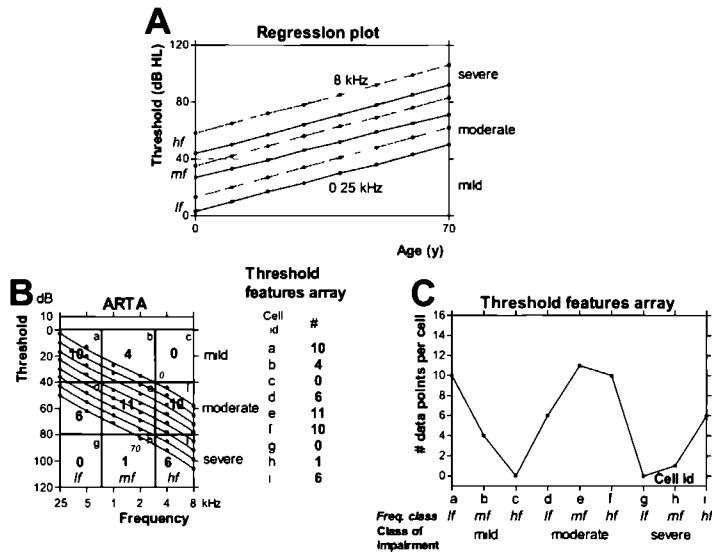 A
Regression plot
Threshold (dB HL)
120
80
40
0
hf
mf
lf
8 kHz
0 25 kHz
severe
moderate
mild
0
70
Age (y)
B
dB
ARTA
Threshold
10
0
20
40
60
80
100
120
a
b
c
10
4
0
mild
0
d
e
f
6
11
10
moderate
g
70
h
i
0
1
6
severe
lf
mf
hf
25
5
1
2
4
8
kHz
Frequency
Threshold
features array
Cell
id
#
a 10
b 4
c 0
d 6
e 11
f 10
g 0
h 1
ı 6
C
Threshold features array
# data points per cell
16
14
12
10
8
6
4
2
0
Cell id
a b c d e f g h ı
Freq. class lf mf hf lf mf hf lf mf hf
Class of
impairment
mild moderate severe